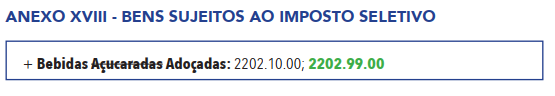 ANEXO XVIII - BENS SUJEITOS AO IMPOSTO SELETIVO
+ Bebidas Açucaradas Adoçadas: 2202.10.00; 2202.99.00